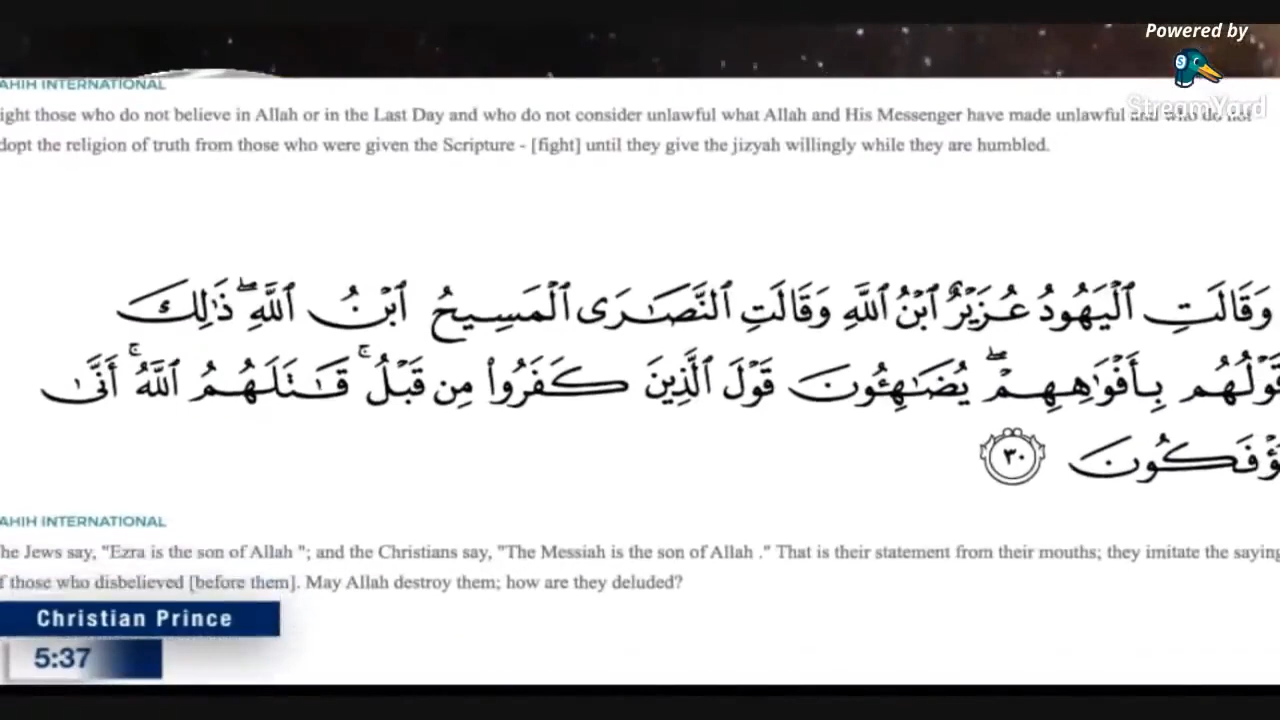 Powered by
StreamYard
AHIH INTERNATIONAL
ight those who do not believe in Allah or in the Last Day and who do not consider unlawful what Allah and His Messenger have made unlawful and who do not
dopt the religion of truth from those who were given the Scripture - [fight] until they give the jizyah willingly while they are humbled.
وَقَالَتِ ٱلْيَهُودُ عُزَيْرٌ ٱبْنُ ٱللَّهِ وَقَالَتِ ٱلنَّصَـٰرَى ٱلْمَسِيحُ ٱبْنُ ٱللَّهِ ۖ ذَٰلِكَ
قَوْلُهُم بِأَفْوَٰهِهِمْ ۖ يُضَـٰهِـُٔونَ قَوْلَ ٱلَّذِينَ كَفَرُوا۟ مِن قَبْلُ ۚ قَـٰتَلَهُمُ ٱللَّهُ ۚ أَنَّىٰ
ؤْفَكُونَ ٣٠
AHIH INTERNATIONAL
he Jews say, "Ezra is the son of Allah "; and the Christians say, "The Messiah is the son of Allah ." That is their statement from their mouths; they imitate the saying
f those who disbelieved [before them]. May Allah destroy them; how are they deluded?
Christian Prince
5:37